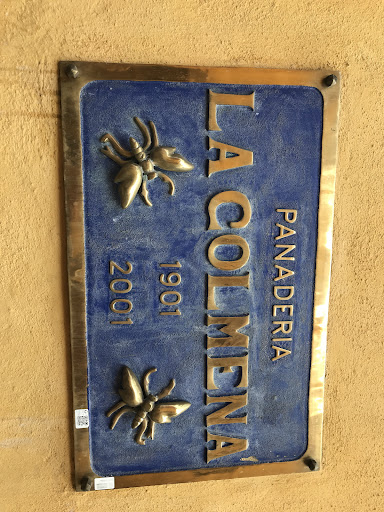 PANADERIA
LA COLMENA
1901
2001